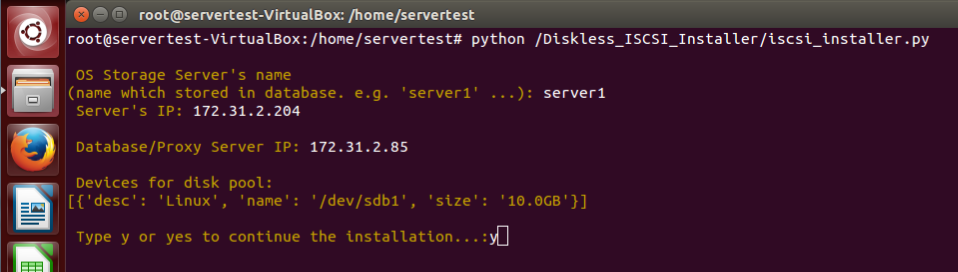 root@servertest-VirtualBox: /home/servertest
root@servertest-VirtualBox:/home/servertest# python /Diskless_ISCSI_Installer/iscsi_installer.py
OS Storage Server's name
(name which stored in database. e.g. 'server1' ...): server1
Server's IP: 172.31.2.204
Database/Proxy Server IP: 172.31.2.85
Devices for disk pool:
[{'desc': 'Linux', 'name': '/dev/sdb1', 'size': '10.0GB'}]
Type y or yes to continue the installation...:y